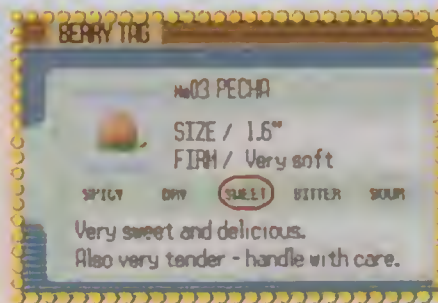 BERRY TAG
No03 PECHA
SIZE / 1.6"
FIRM / Very soft
SPICY DRY SWEET BITTER SOUR
Very sweet and delicious.
Also very tender - handle with care.